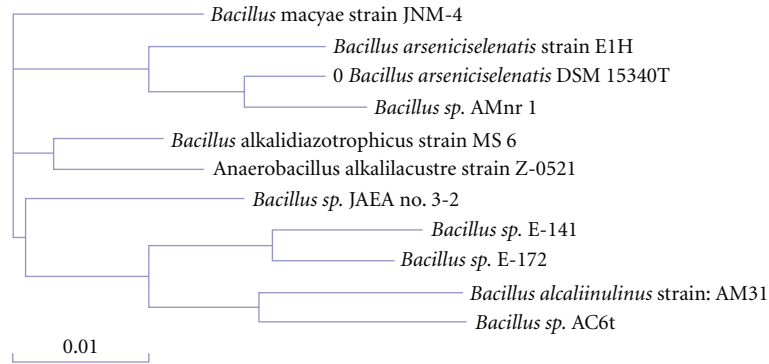 Bacillus macyae strain JNM-4
Bacillus arseniciselenatis strain E1H
0 Bacillus arseniciselenatis DSM 15340T
Bacillus sp. AMnr 1
Bacillus alkalidiazotrophicus strain MS 6
Anaerobacillus alkalilacustre strain Z-0521
Bacillus sp. JAEA no. 3-2
Bacillus sp. E-141
Bacillus sp. E-172
Bacillus alcaliinulinus strain: AM31
Bacillus sp. AC6t
0.01